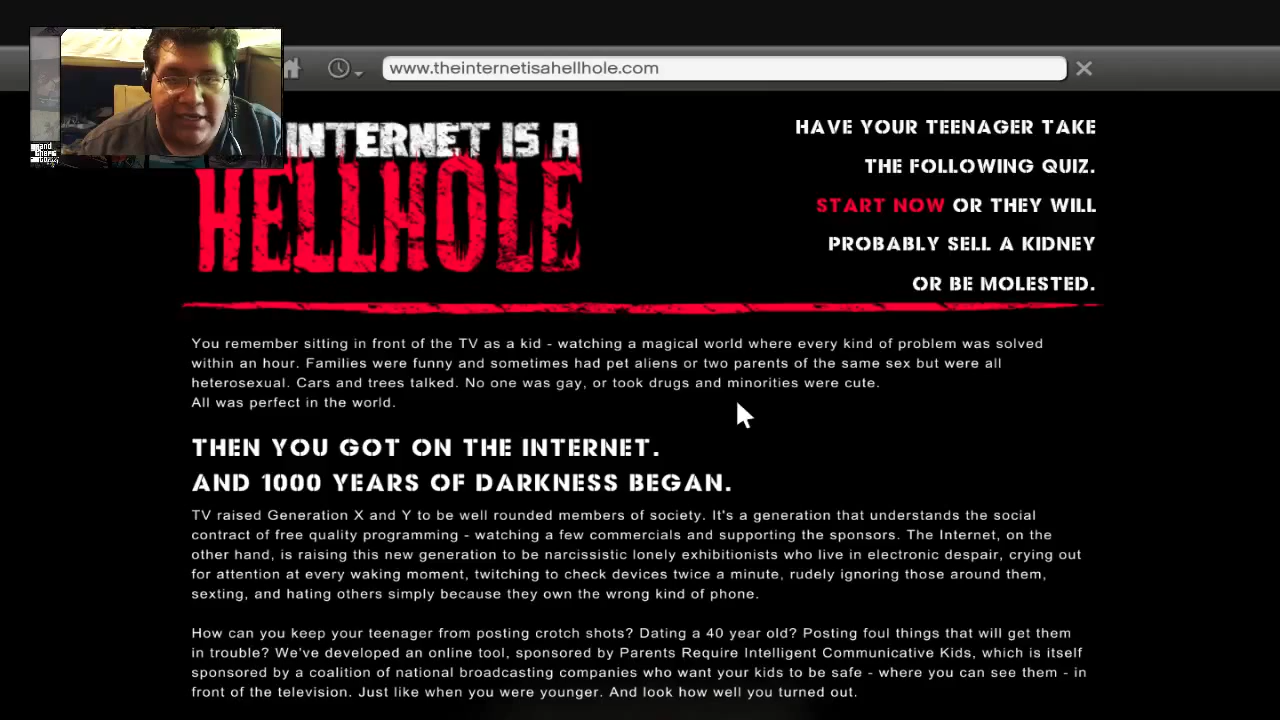 www.theinternetisahellhole.com
INTERNET IS A
HELLHOLE
HAVE YOUR TEENAGER TAKE
THE FOLLOWING QUIZ.
START NOW OR THEY WILL
PROBABLY SELL A KIDNEY
OR BE MOLESTED.
You remember sitting in front of the TV as a kid - watching a magical world where every kind of problem was solved
within an hour. Families were funny and sometimes had pet aliens or two parents of the same sex but were all
heterosexual. Cars and trees talked. No one was gay, or took drugs and minorities were cute.
All was perfect in the world.
THEN YOU GOT ON THE INTERNET.
AND 1000 YEARS OF DARKNESS BEGAN.
TV raised Generation X and Y to be well rounded members of society. It's a generation that understands the social
contract of free quality programming - watching a few commercials and supporting the sponsors. The Internet, on the
other hand, is raising this new generation to be narcissistic lonely exhibitionists who live in electronic despair, crying out
for attention at every waking moment, twitching to check devices twice a minute, rudely ignoring those around them,
sexting, and hating others simply because they own the wrong kind of phone.
How can you keep your teenager from posting crotch shots? Dating a 40 year old? Posting foul things that will get them
in trouble? We've developed an online tool, sponsored by Parents Require Intelligent Communicative Kids, which is itself
sponsored by a coalition of national broadcasting companies who want your kids to be safe - where you can see them - in
front of the television. Just like when you were younger. And look how well you turned out.